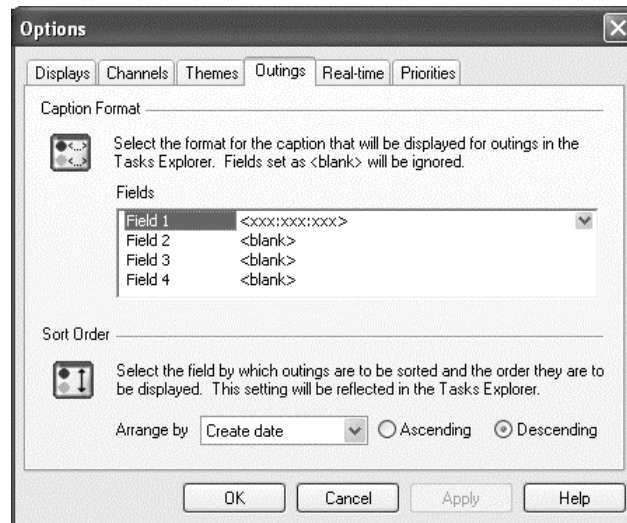 Options
Displays Channels Themes Outings Real-time Priorities
Caption Format
Select the format for the caption that will be displayed for outings in the
Tasks Explorer. Fields set as <blank> will be ignored.
Fields
Field 1 <xxx:xxx:xxx>
Field 2 <blank>
Field 3 <blank>
Field 4 <blank>
Sort Order
Select the field by which outings are to be sorted and the order they are to
be displayed. This setting will be reflected in the Tasks Explorer.
Arrange by Create date Ascending Descending
OK Cancel Apply Help